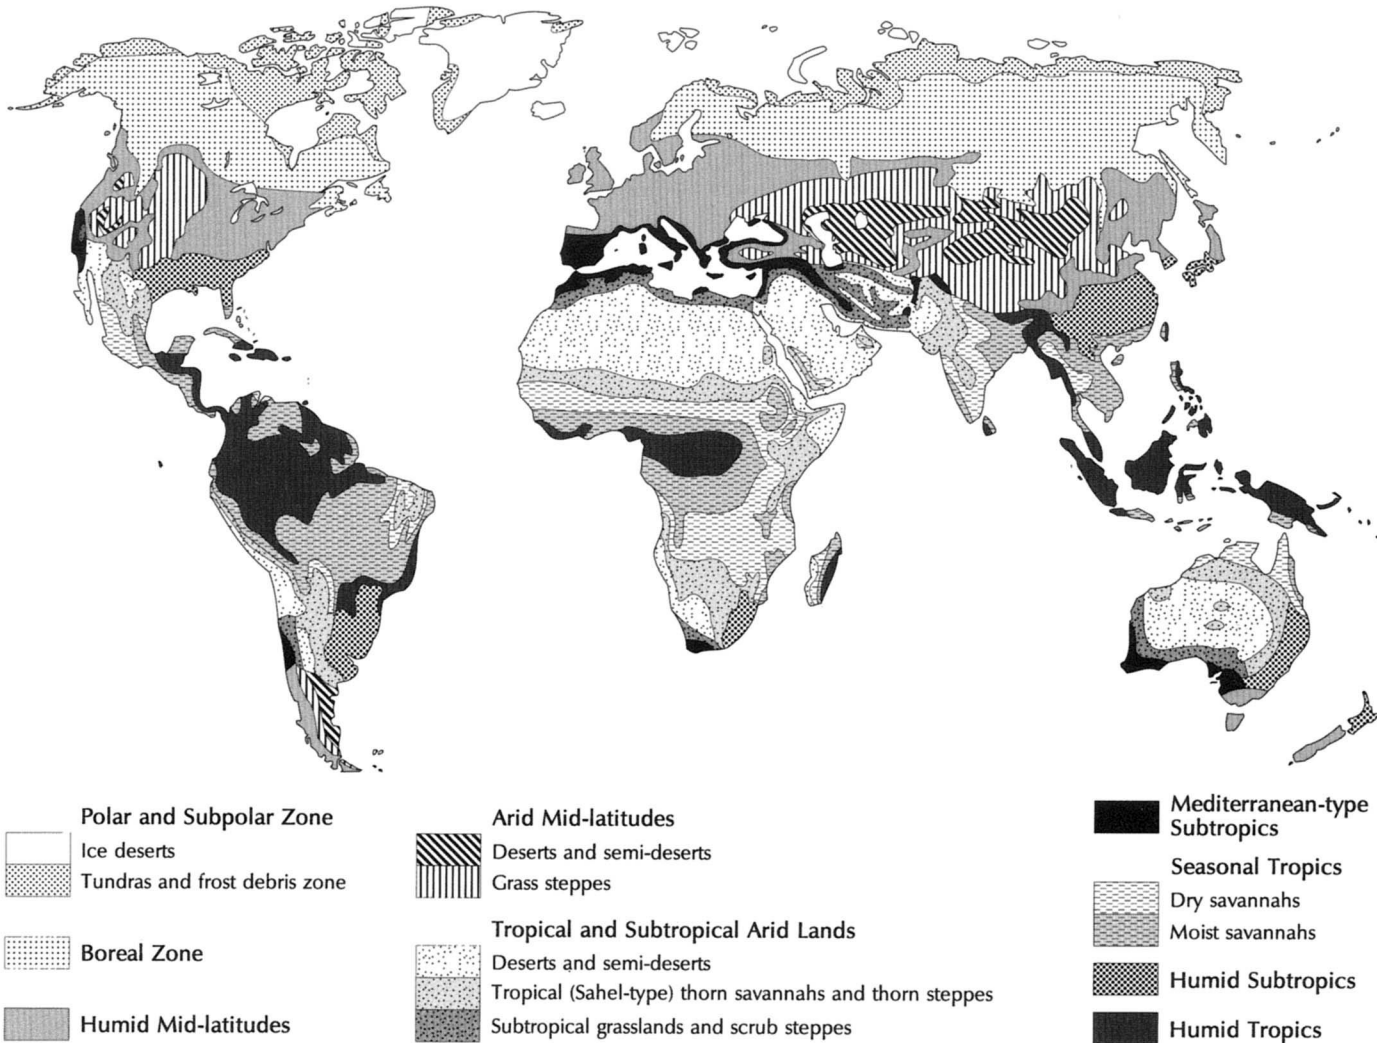 Polar and Subpolar Zone
Ice deserts
Tundras and frost debris zone
Boreal Zone
Humid Mid-latitudes
Arid Mid-latitudes
Deserts and semi-deserts
Grass steppes
Tropical and Subtropical Arid Lands
Deserts and semi-deserts
Tropical (Sahel-type) thorn savannahs and thorn steppes
Subtropical grasslands and scrub steppes
Mediterranean-type
Subtropics
Seasonal Tropics
Dry savannahs
Moist savannahs
Humid Subtropics
Humid Tropics